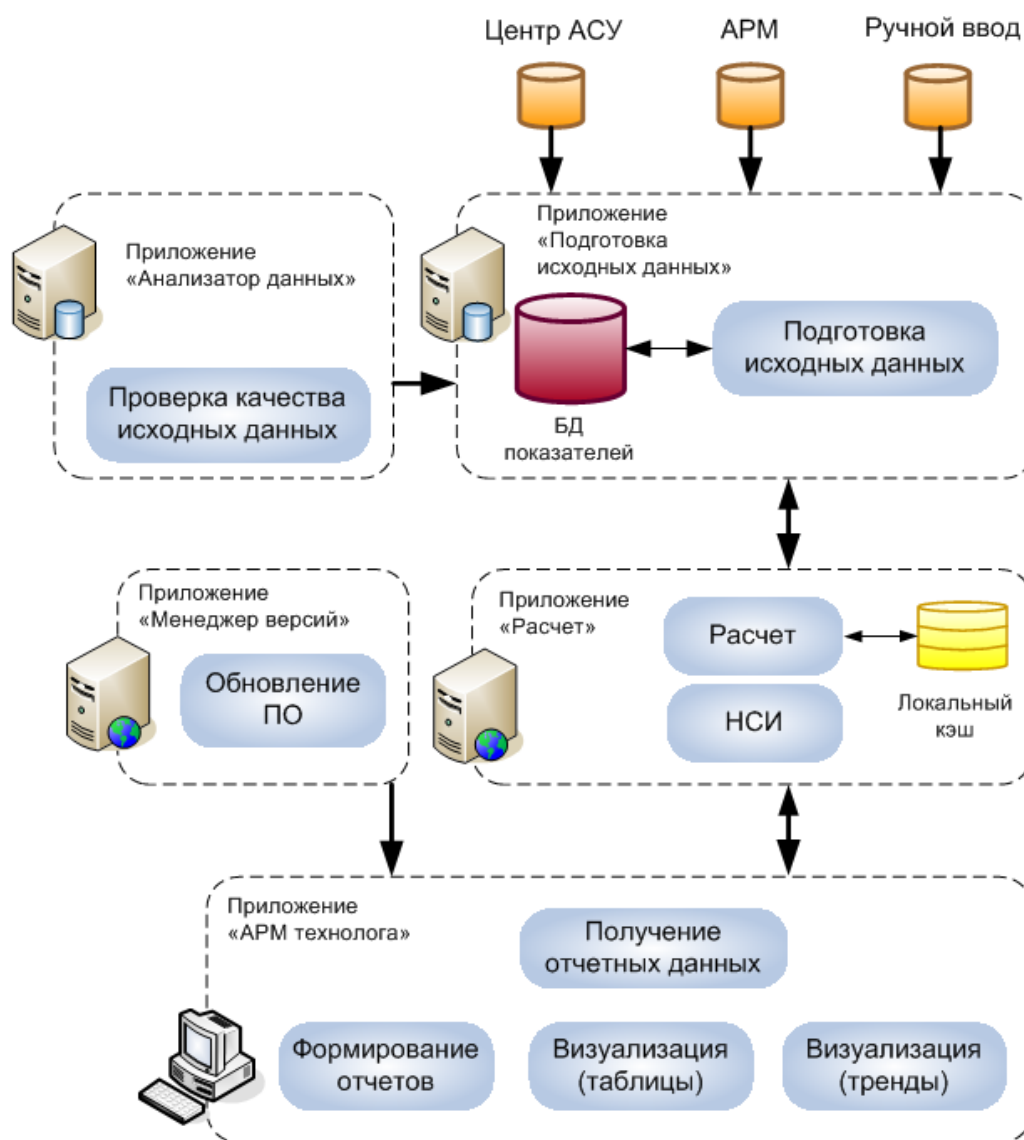 Центр АСУ
АРМ
Ручной ввод
Приложение
«Анализатор данных»
Проверка качества
исходных данных
Приложение
«Подготовка
исходных данных»
БД
показателей
Подготовка
исходных данных
Приложение
«Менеджер версий»
Обновление
ПО
Приложение
«Расчет»
Расчет
НСИ
Локальный
кэш
Приложение
«АРМ технолога»
Получение
отчетных данных
Формирование
отчетов
Визуализация
(таблицы)
Визуализация
(тренды)